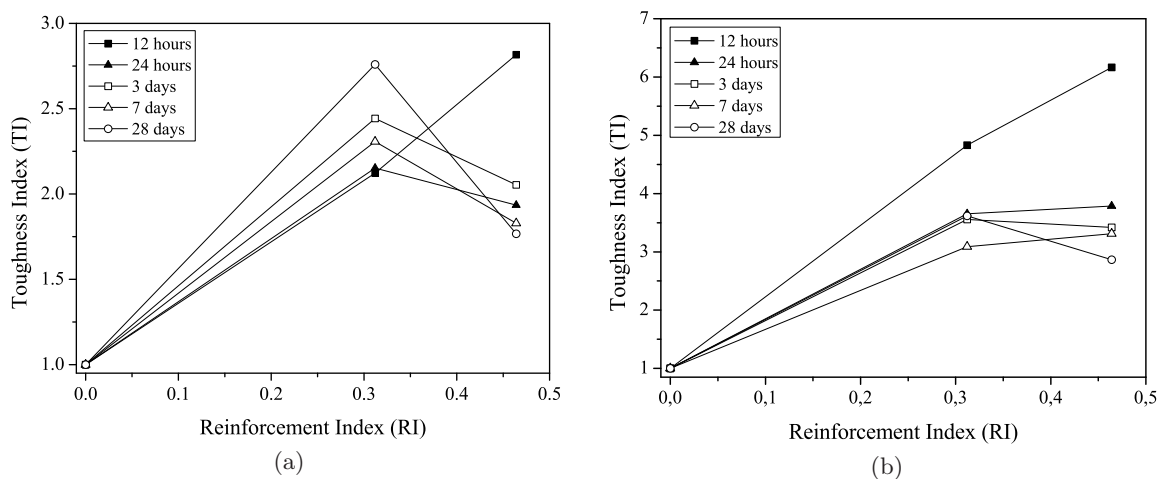 3.0
2.5
2.0
1.5
1.0
Toughness Index (TI)
12 hours
24 hours
3 days
7 days
28 days
0.0 0.1 0.2 0.3 0.4 0.5
Reinforcement Index (RI)
(a)
7
6
5
4
3
2
1
Toughness Index (TI)
12 hours
24 hours
3 days
7 days
28 days
0,0 0,1 0,2 0,3 0,4 0,5
Reinforcement Index (RI)
(b)